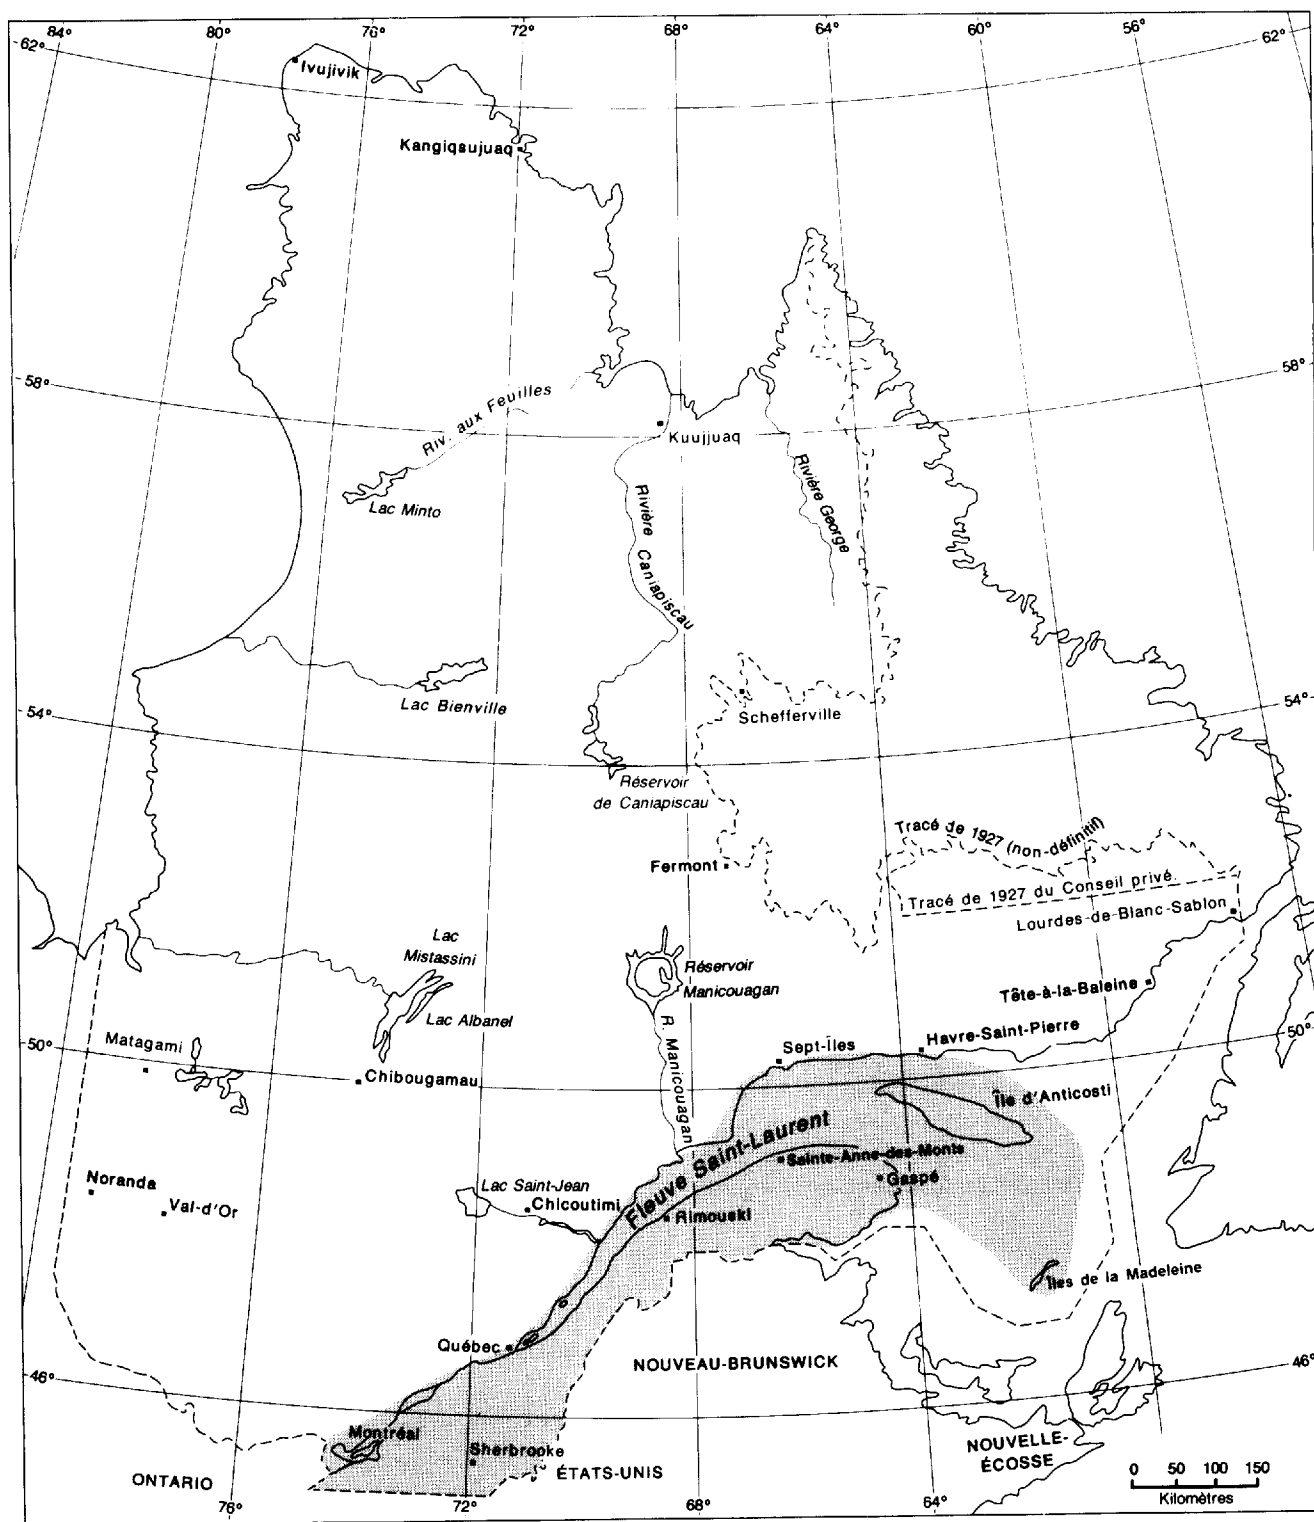 84° 80° 76° 72° 68° 64° 60° 56°
62° 62°
Ivujivik
Kangiqsujuaq
58° 58°
Riv. aux Feuilles
Kuujjuaq
Lac Minto
Rivière Caniapiscau
Rivière George
Lac Bienville
54° 54°
Schefferville
Réservoir
de Caniapiscau
Tracé de 1927 (non-définitif)
Fermont
Tracé de 1927 du Conseil privé.
Lourdes-de-Blanc-Sablon
Lac
Mistassini
Réservoir
Manicouagan
Tête-à-la-Baleine
Lac Albanel
Havre-Saint-Pierre
50° 50°
Matagami
Sept-Îles
R. Manicouagan
Chibougamau
Île d'Anticosti
Fleuve Saint-Laurent
Sainte-Anne-des-Monts
Noranda
Lac Saint-Jean
Gaspé
Val-d'Or
Chicoutimi
Rimouski
Îles de la Madeleine
Québec
NOUVEAU-BRUNSWICK
46° 46°
Montréal
Sherbrooke
NOUVELLE-
ÉCOSSE
ONTARIO
ÉTATS-UNIS
0 50 100 150
Kilomètres
76° 72° 68° 64°